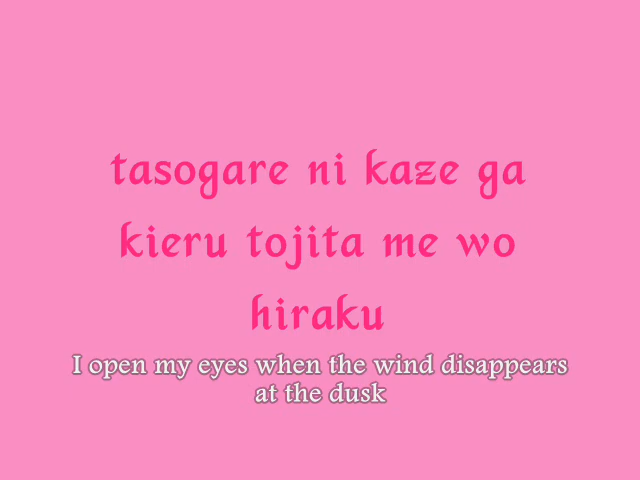 tasogare ni kaze ga
kieru tojita me wo
hiraku
I open my eyes when the wind disappears
at the dusk